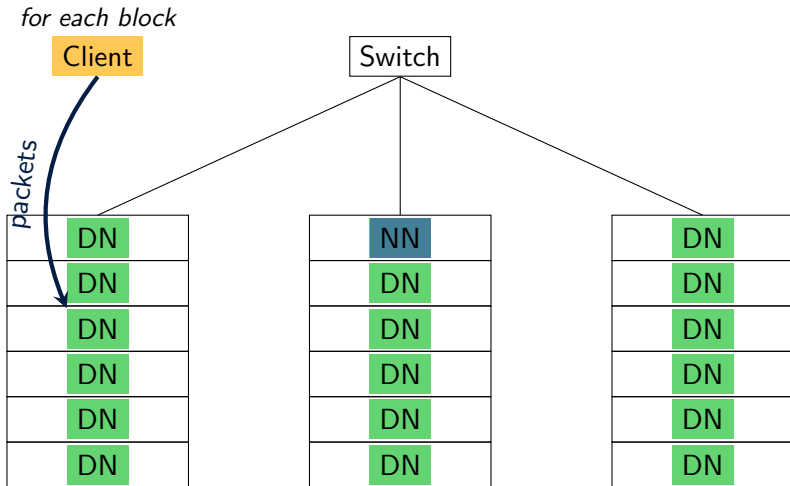 for each block
Client
Switch
packets
DN NN DN
DN DN DN
DN DN DN
DN DN DN
DN DN DN
DN DN DN